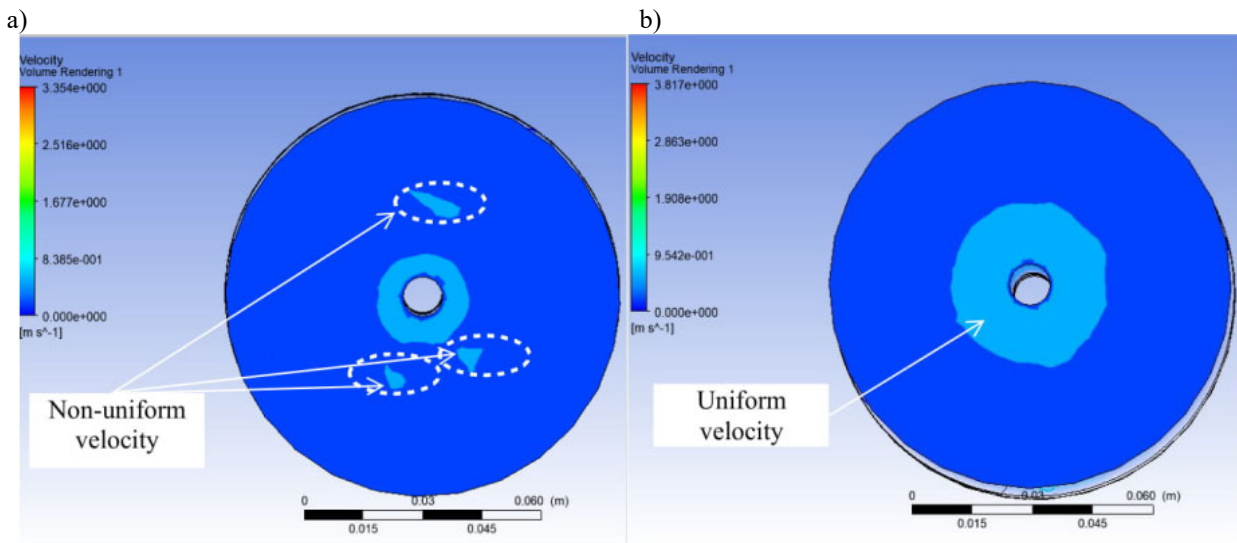 a)
b)
Velocity
Volume Rendering 1
3.354e+000
2.516e+000
1.677e+000
8.385e-001
0.000e+000
[m s^-1]
Non-uniform
velocity
0 0.03 0.060 (m)
0.015 0.045
Velocity
Volume Rendering 1
3.817e+000
2.863e+000
1.908e+000
9.542e-001
0.000e+000
[m s^-1]
Uniform
velocity
0 0.03 0.060 (m)
0.015 0.045